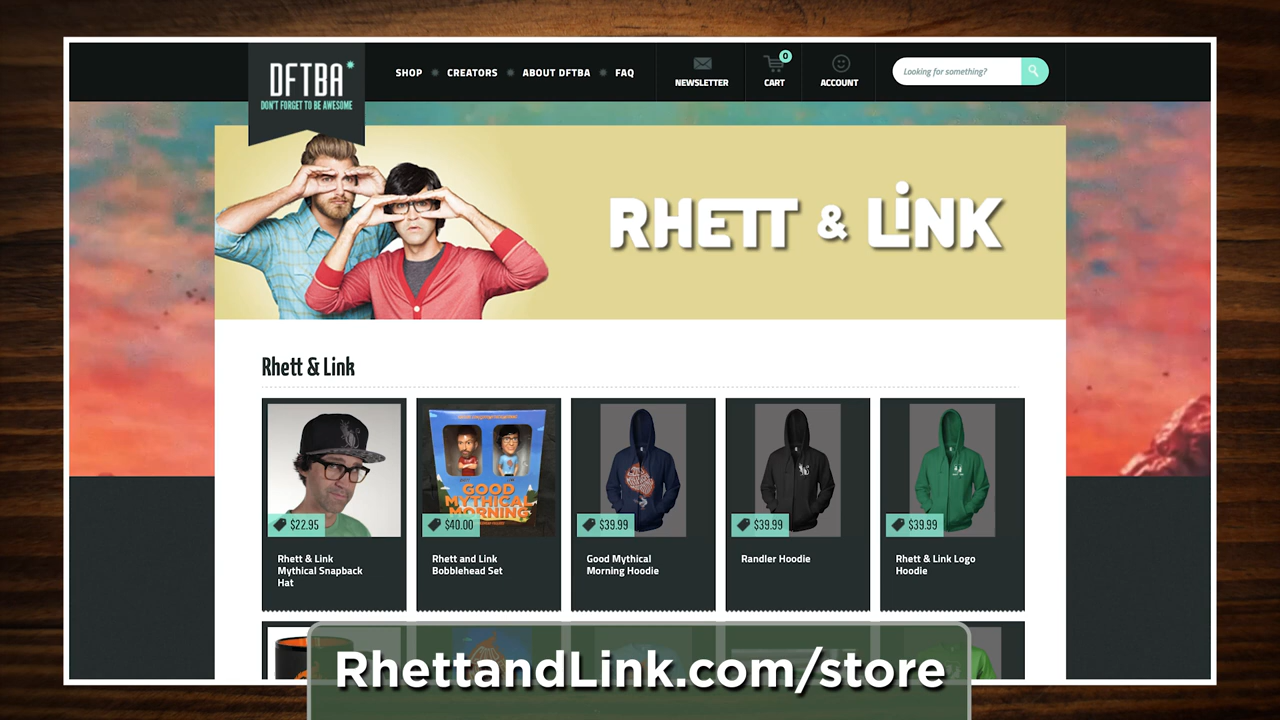 DFTBA
DON'T FORGET TO BE AWESOME
SHOP
CREATORS
ABOUT DFTBA
FAQ
NEWSLETTER
0
CART
ACCOUNT
Looking for something?
RHETT & LiNK
Rhett & Link
$22.95
Rhett & Link
Mythical Snapback
Hat
GOOD
MYTHICAL
MORNING
$40.00
Rhett and Link
Bobblehead Set
$39.99
Good Mythical
Morning Hoodie
$39.99
Randler Hoodie
$39.99
Rhett & Link Logo
Hoodie
RhettandLink.com/store